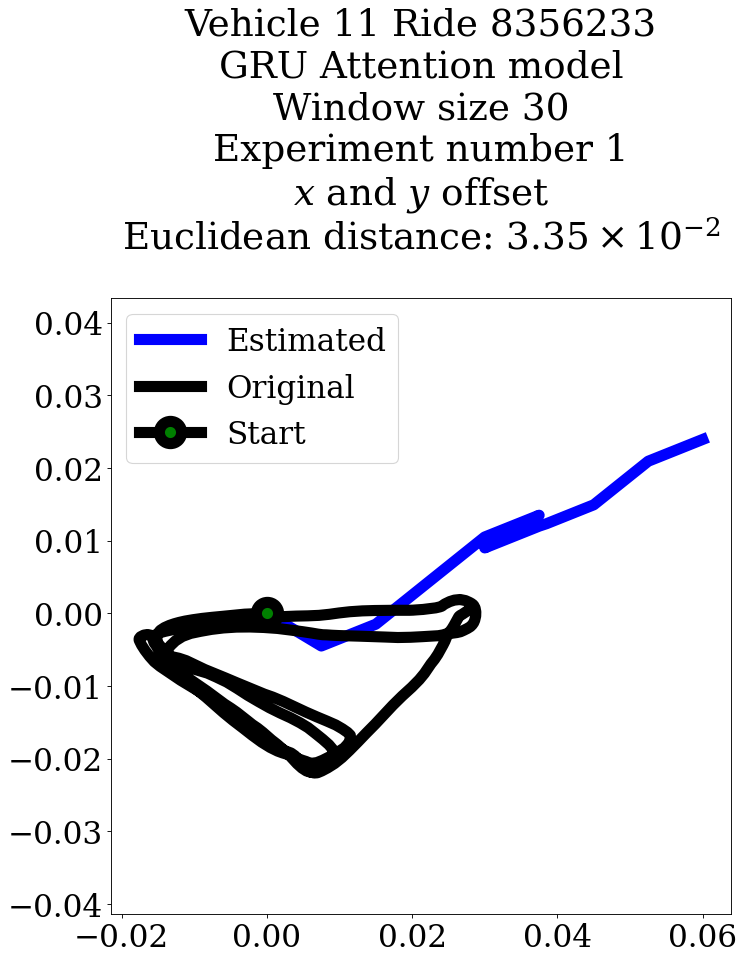 Vehicle 11 Ride 8356233
GRU Attention model
Window size 30
Experiment number 1
x and y offset
Euclidean distance: 3.35 × 10⁻²
Estimated
Original
Start
0.04
0.03
0.02
0.01
0.00
−0.01
−0.02
−0.03
−0.04
−0.02 0.00 0.02 0.04 0.06